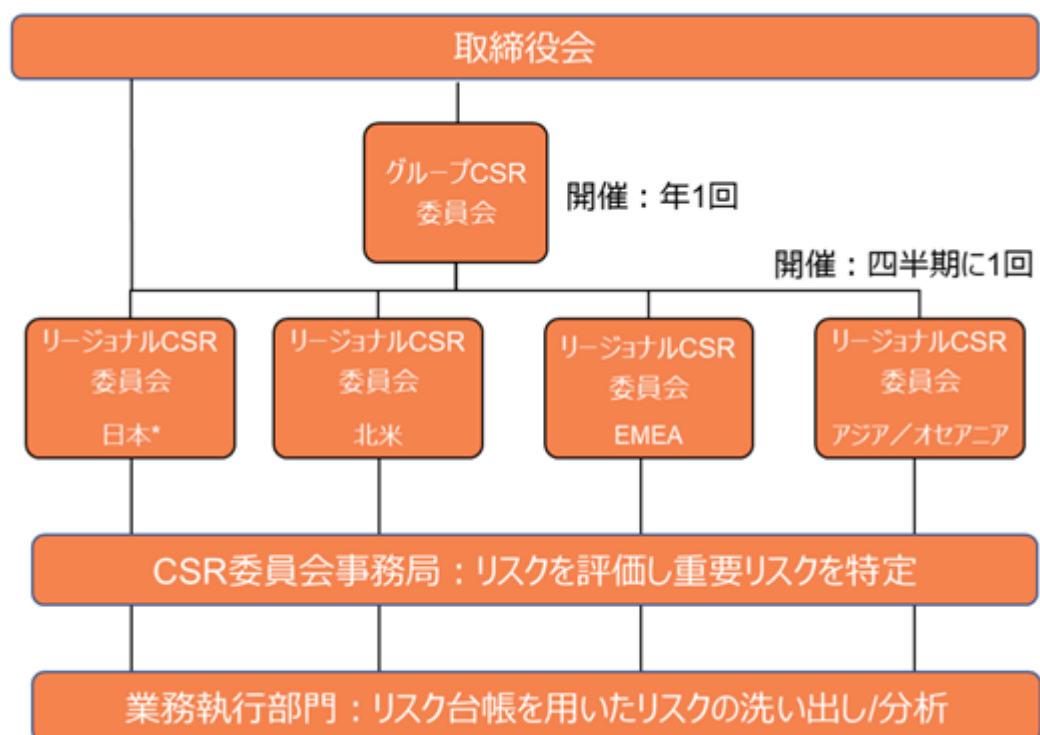 取締役会
グループCSR
委員会
開催：年1回
開催：四半期に1回
リージョナルCSR
委員会
日本*
リージョナルCSR
委員会
北米
リージョナルCSR
委員会
EMEA
リージョナルCSR
委員会
アジア／オセアニア
CSR委員会事務局：リスクを評価し重要リスクを特定
業務執行部門：リスク台帳を用いたリスクの洗い出し/分析